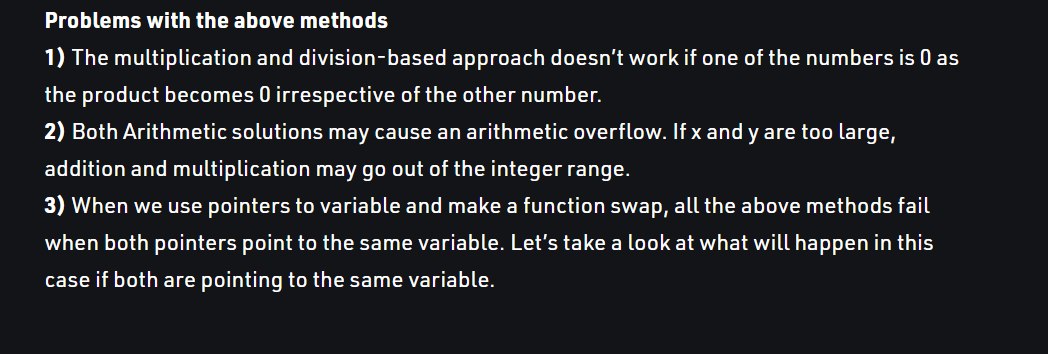 Problems with the above methods
1) The multiplication and division-based approach doesn’t work if one of the numbers is 0 as
the product becomes 0 irrespective of the other number.
2) Both Arithmetic solutions may cause an arithmetic overflow. If x and y are too large,
addition and multiplication may go out of the integer range.
3) When we use pointers to variable and make a function swap, all the above methods fail
when both pointers point to the same variable. Let’s take a look at what will happen in this
case if both are pointing to the same variable.